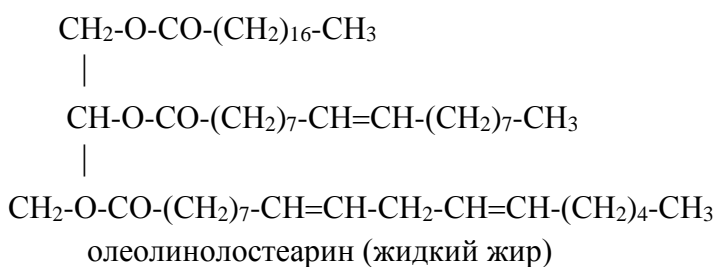 CH₂-O-CO-(CH₂)₁₆-CH₃
|
CH-O-CO-(CH₂)₇-CH=CH-(CH₂)₇-CH₃
|
CH₂-O-CO-(CH₂)₇-CH=CH-CH₂-CH=CH-(CH₂)₄-CH₃
олеолинолостеарин (жидкий жир)